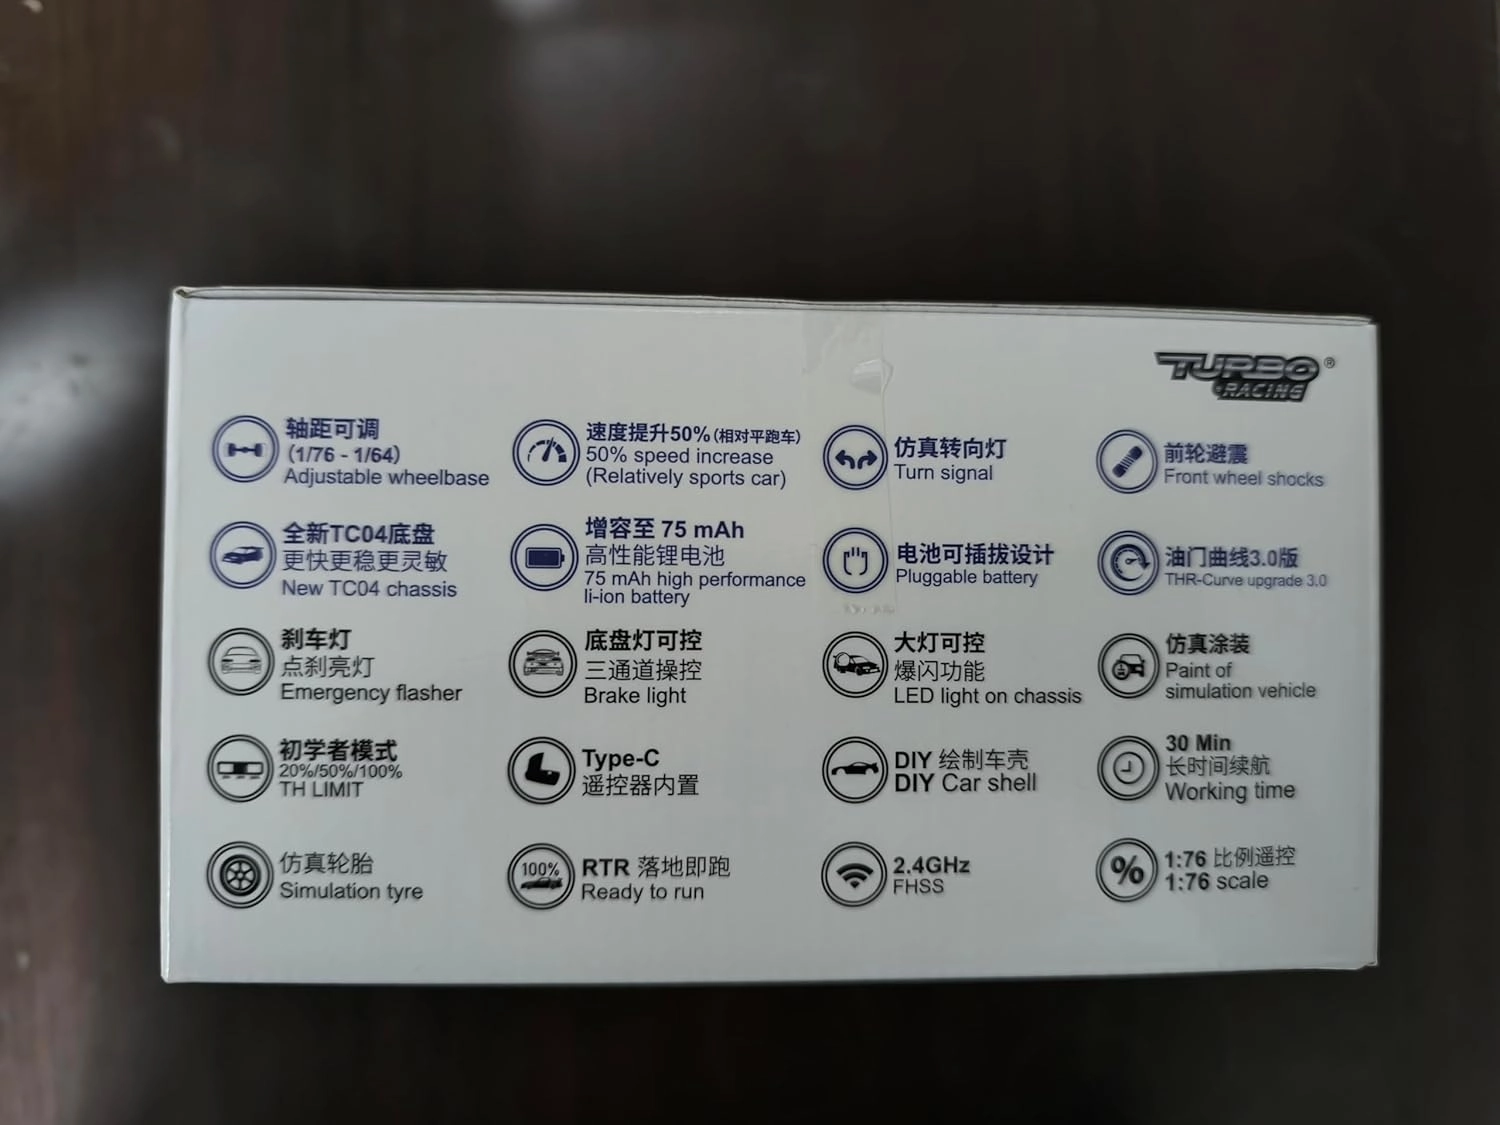 TURBO®
RACING
轴距可调
(1/76 - 1/64)
Adjustable wheelbase
速度提升50%(相对平跑车)
50% speed increase
(Relatively sports car)
仿真转向灯
Turn signal
前轮避震
Front wheel shocks
全新TC04底盘
更快更稳更灵敏
New TC04 chassis
增容至 75 mAh
高性能锂电池
75 mAh high performance
li-ion battery
电池可插拔设计
Pluggable battery
油门曲线3.0版
THR-Curve upgrade 3.0
刹车灯
点刹亮灯
Emergency flasher
底盘灯可控
三通道操控
Brake light
大灯可控
爆闪功能
LED light on chassis
仿真涂装
Paint of
simulation vehicle
初学者模式
20%/50%/100%
TH LIMIT
Type-C
遥控器内置
DIY 绘制车壳
DIY Car shell
30 Min
长时间续航
Working time
仿真轮胎
Simulation tyre
100%
RTR 落地即跑
Ready to run
2.4GHz
FHSS
%
1:76 比例遥控
1:76 scale